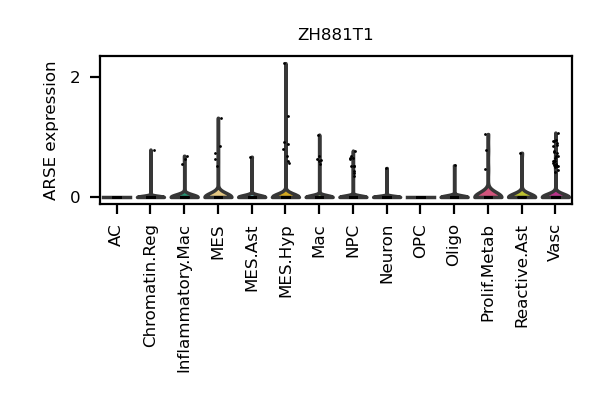 ZH881T1
ARSE expression
2
0
AC
Chromatin.Reg
Inflammatory.Mac
MES
MES.Ast
MES.Hyp
Mac
NPC
Neuron
OPC
Oligo
Prolif.Metab
Reactive.Ast
Vasc